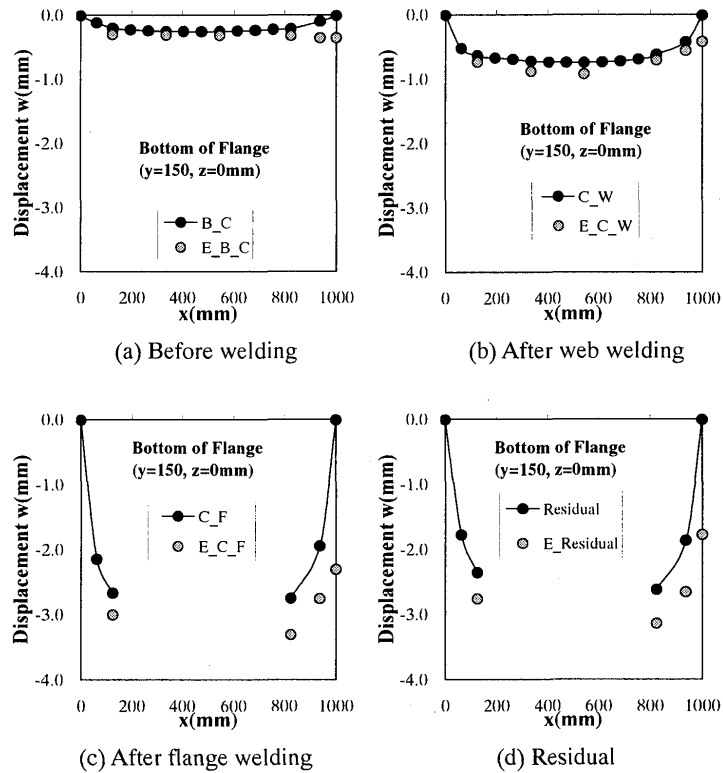 0.0
-1.0
-2.0
-3.0
-4.0
Displacement w(mm)
Bottom of Flange
(y=150, z=0mm)
B_C
E_B_C
0 200 400 600 800 1000
x(mm)
(a) Before welding
0.0
-1.0
-2.0
-3.0
-4.0
Displacement w(mm)
Bottom of Flange
(y=150, z=0mm)
C_W
E_C_W
0 200 400 600 800 1000
x(mm)
(b) After web welding
0.0
-1.0
-2.0
-3.0
-4.0
Displacement w(mm)
Bottom of Flange
(y=150, z=0mm)
C_F
E_C_F
0 200 400 600 800 1000
x(mm)
(c) After flange welding
0.0
-1.0
-2.0
-3.0
-4.0
Displacement w(mm)
Bottom of Flange
(y=150, z=0mm)
Residual
E_Residual
0 200 400 600 800 1000
x(mm)
(d) Residual